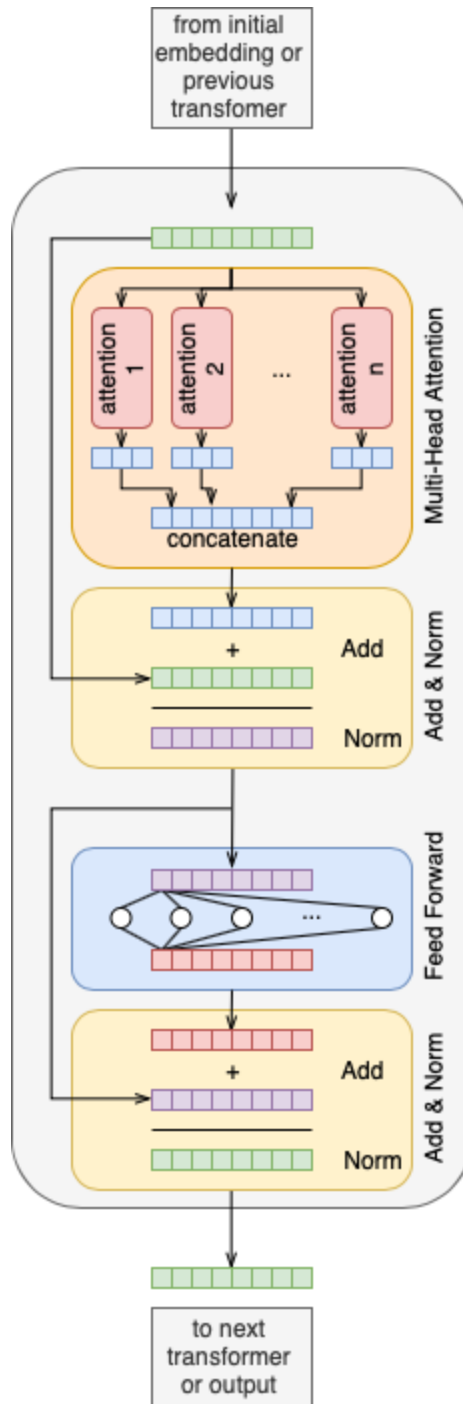 from initial
embedding or
previous
transfomer
attention
1
attention
2
...
attention
n
Multi-Head Attention
concatenate
+
Add
Norm
Add & Norm
...
Feed Forward
+
Add
Norm
Add & Norm
to next
transformer
or output